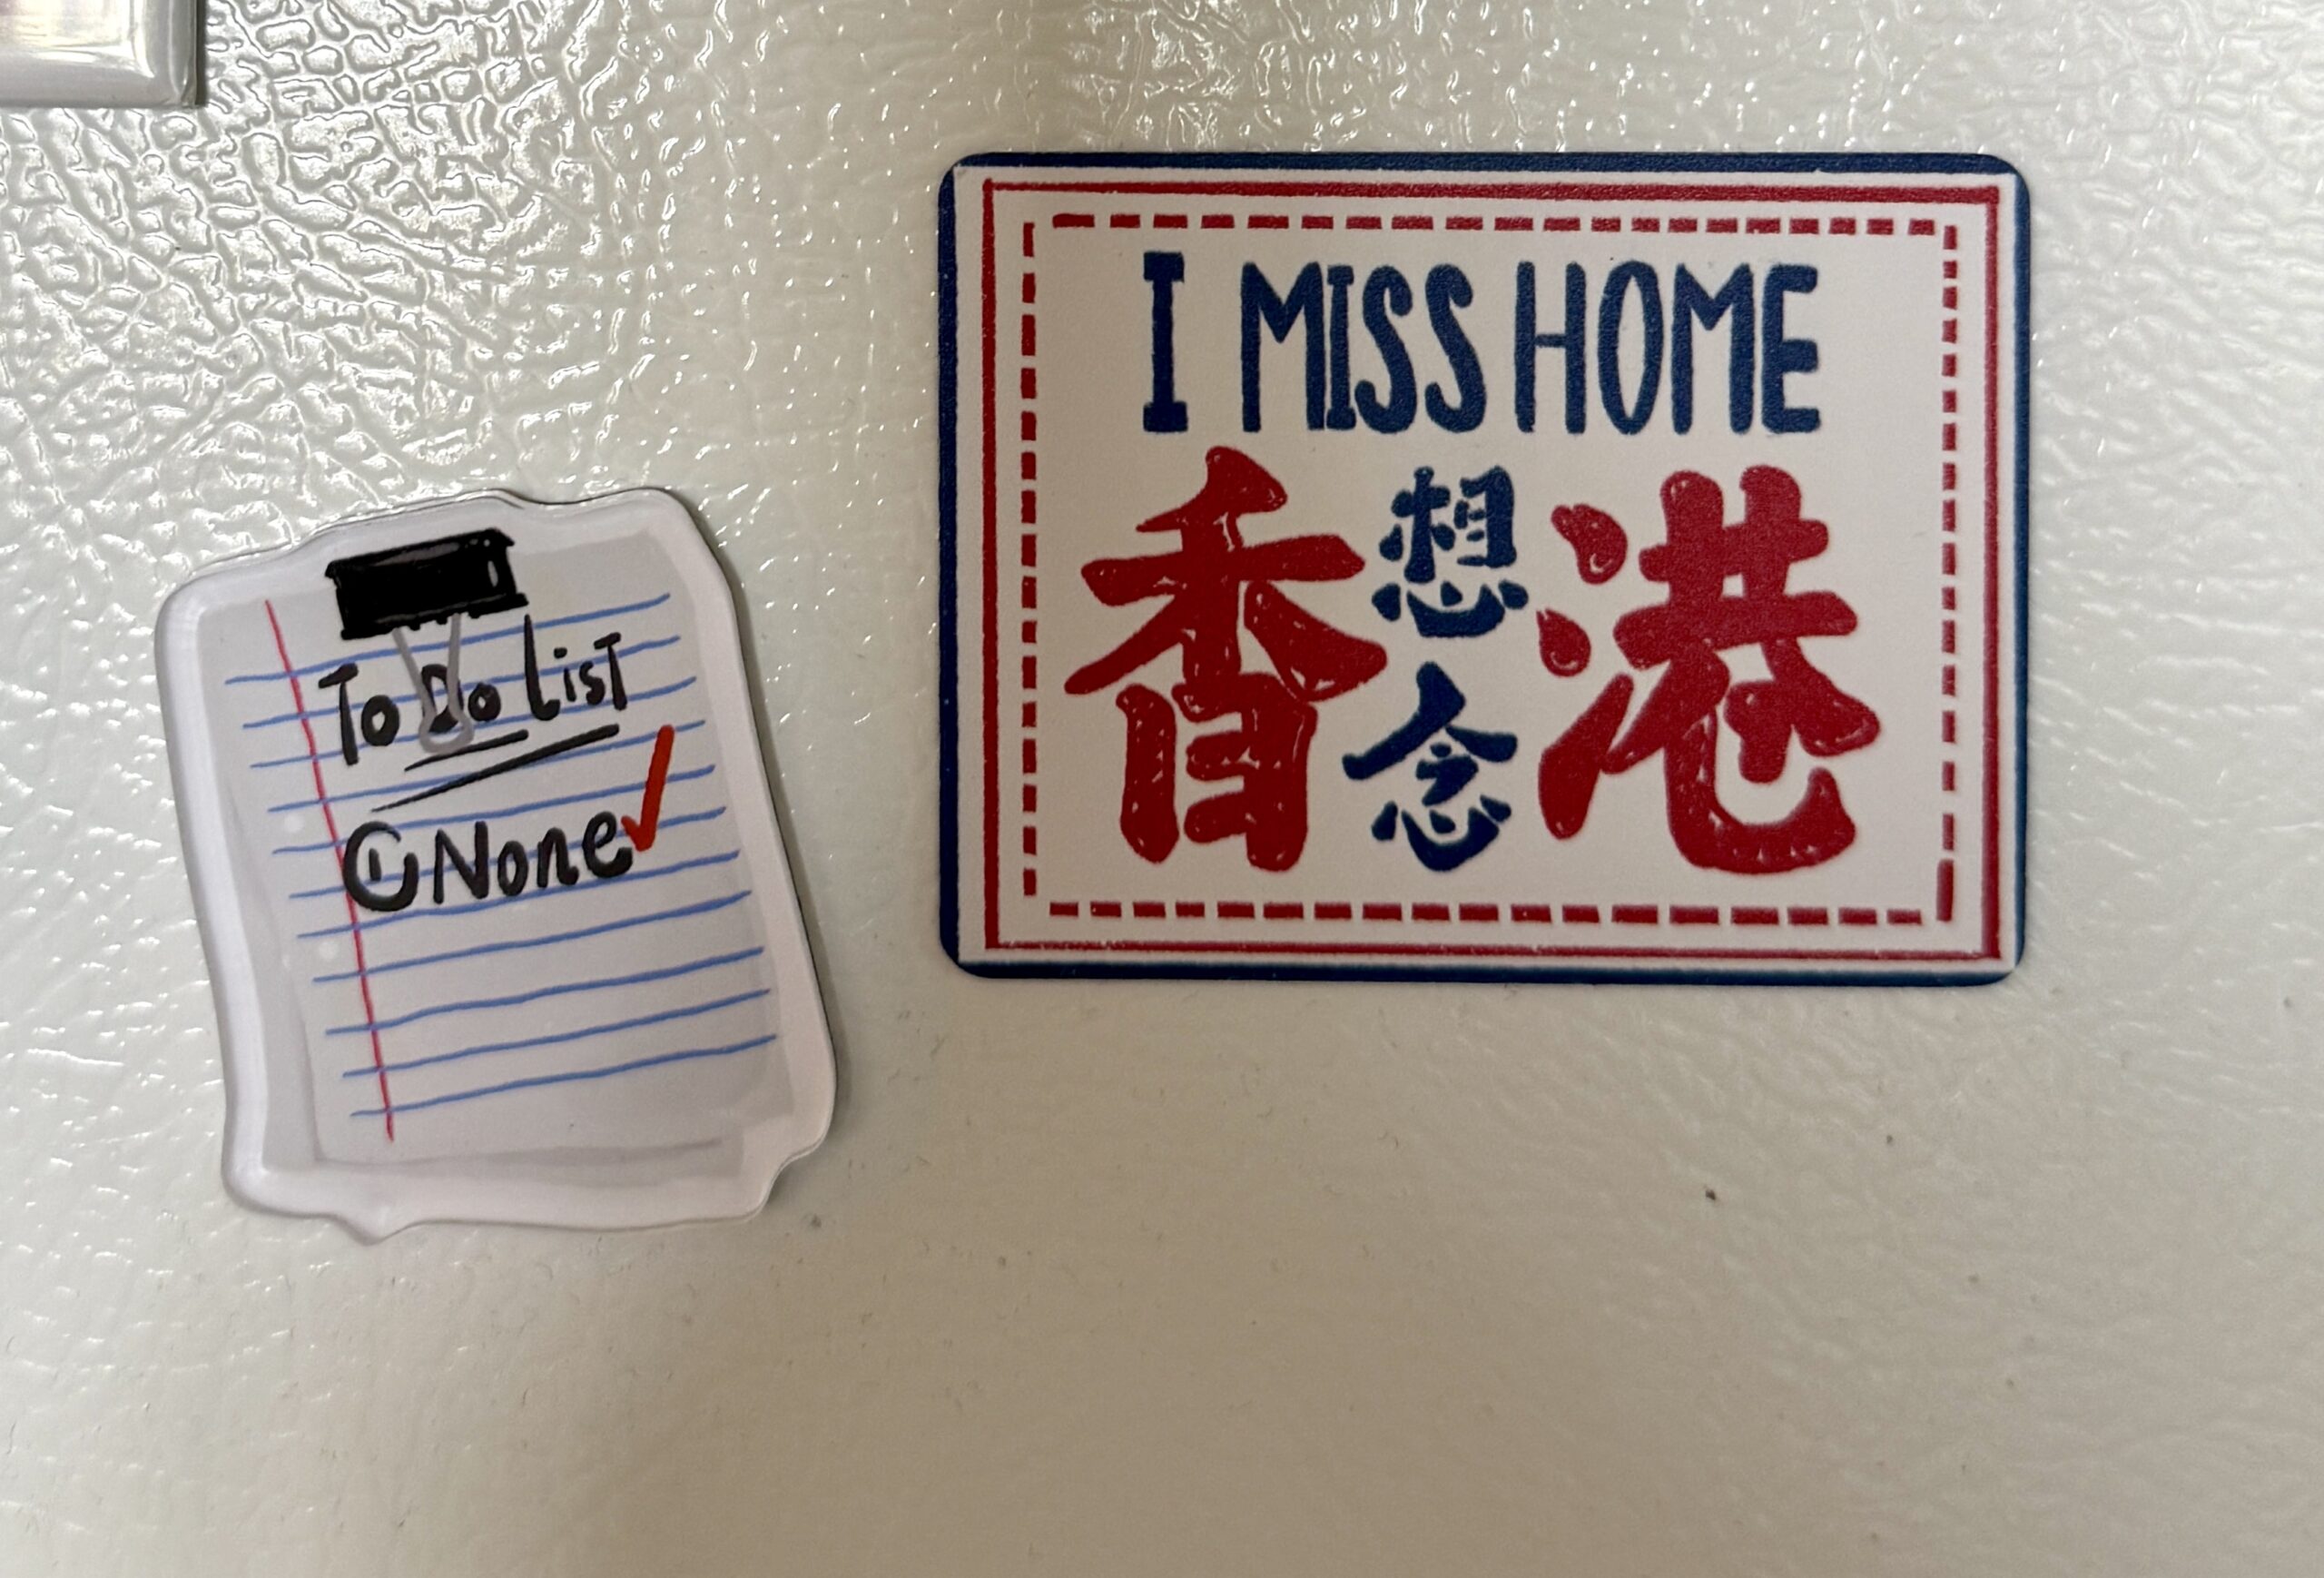 To Do List
① None ✓
I MISS HOME
香想念港